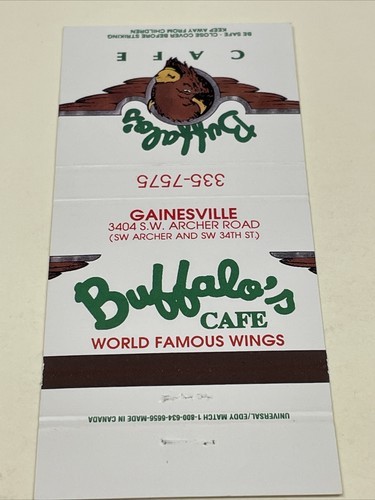 BE SAFE - CLOSE COVER BEFORE STRIKING
KEEP AWAY FROM CHILDREN
CAFE
Buffalo's
335-7575
GAINESVILLE
3404 S.W. ARCHER ROAD
(SW ARCHER AND SW 34TH ST.)
Buffalo's
CAFE
WORLD FAMOUS WINGS
UNIVERSAL/EDDY MATCH 1-800-634-6656-MADE IN CANADA